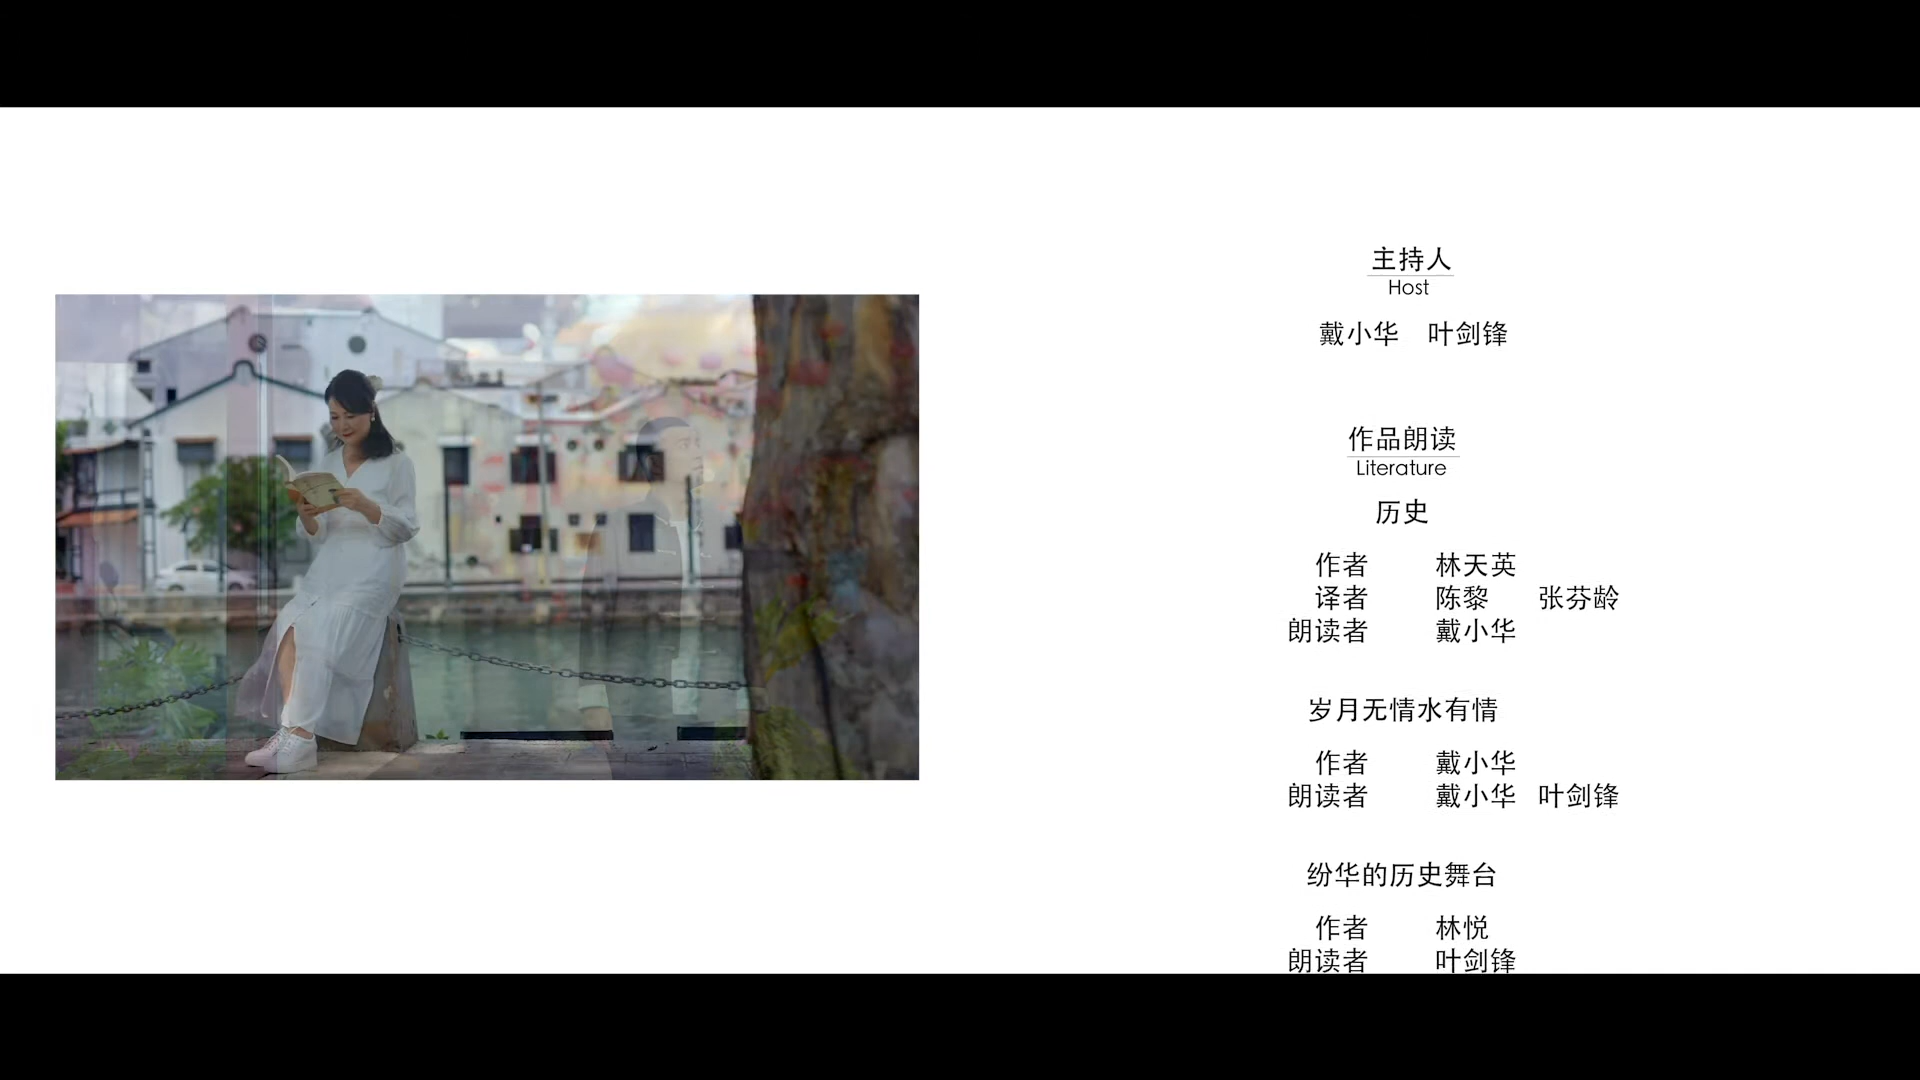 主持人
Host
戴小华 叶剑锋
作品朗读
Literature
历史
作者 林天英
译者 陈黎 张芬龄
朗读者 戴小华
岁月无情水有情
作者 戴小华
朗读者 戴小华 叶剑锋
纷华的历史舞台
作者 林悦
朗读者 叶剑锋